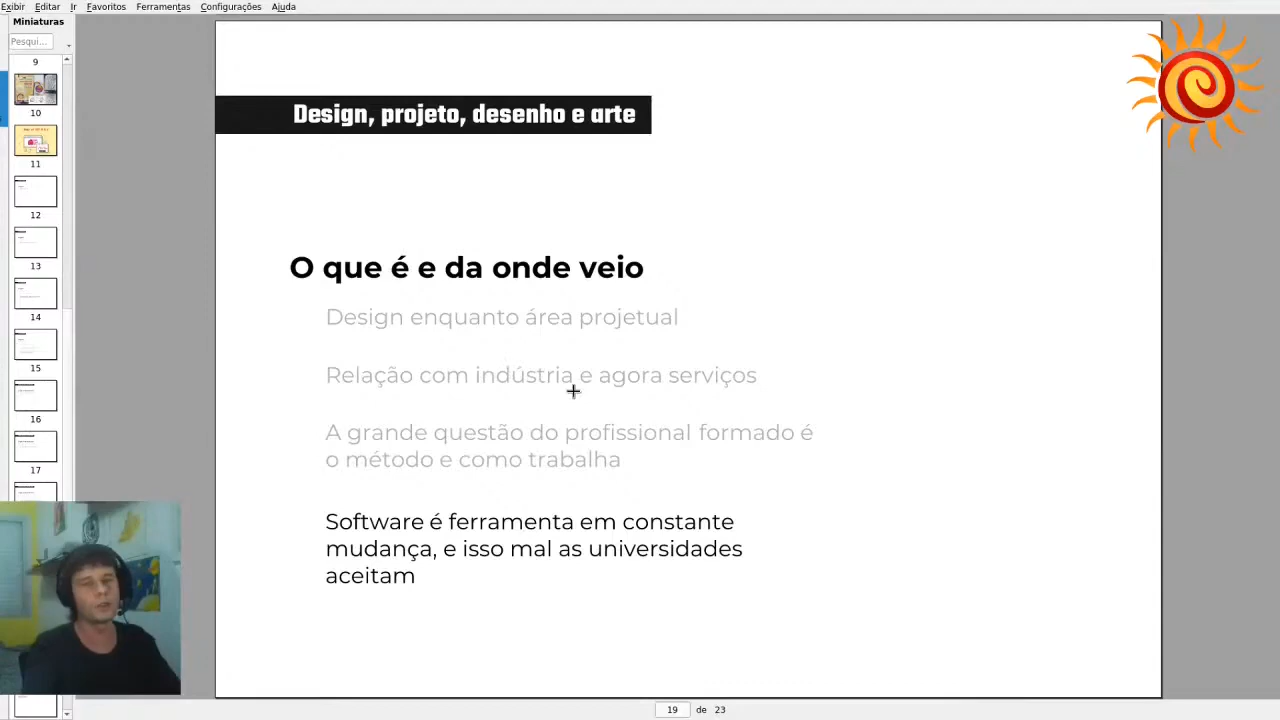 Exibir Editar Ir Favoritos Ferramentas Configurações Ajuda
Miniaturas
Pesqui...
9
10
11
12
13
14
15
16
17
Design, projeto, desenho e arte
O que é e da onde veio
Design enquanto área projetual
Relação com indústria e agora serviços
A grande questão do profissional formado é
o método e como trabalha
Software é ferramenta em constante
mudança, e isso mal as universidades
aceitam
19 de 23